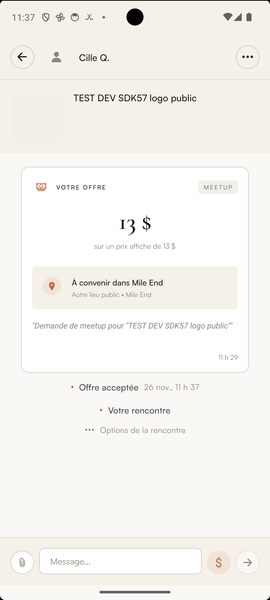 11:37
Cille Q.
TEST DEV SDK57 logo public
VOTRE OFFRE
MEETUP
13 $
sur un prix affiche de 13 $
À convenir dans Mile End
Autre lieu public • Mile End
"Demande de meetup pour "TEST DEV SDK57 logo public""
11 h 29
Offre acceptée 26 nov., 11 h 37
Votre rencontre
Options de la rencontre
Message...
$